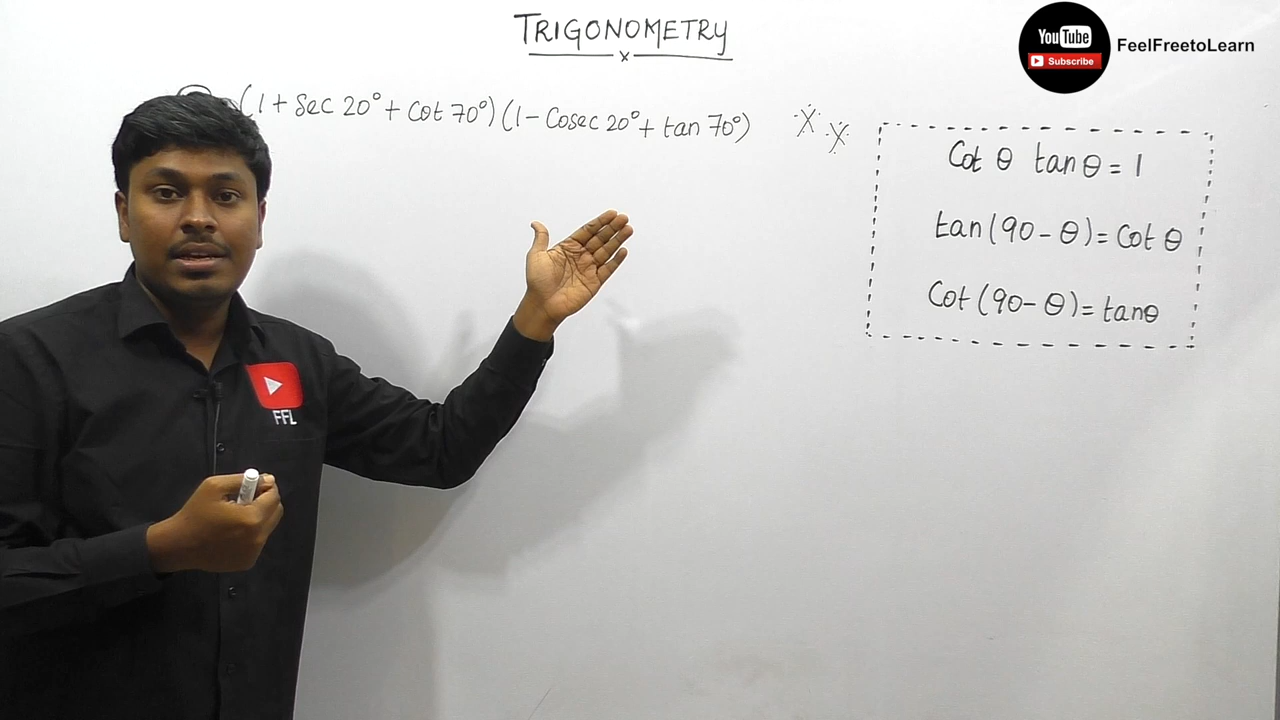 TRIGONOMETRY
x
YouTube
Subscribe
FeelFreetoLearn
(1 + Sec 20° + Cot 70°) (1 - Cosec 20° + tan 70°)
Cot θ tan θ = 1
tan (90 - θ) = Cot θ
Cot (90 - θ) = tan θ
FFL